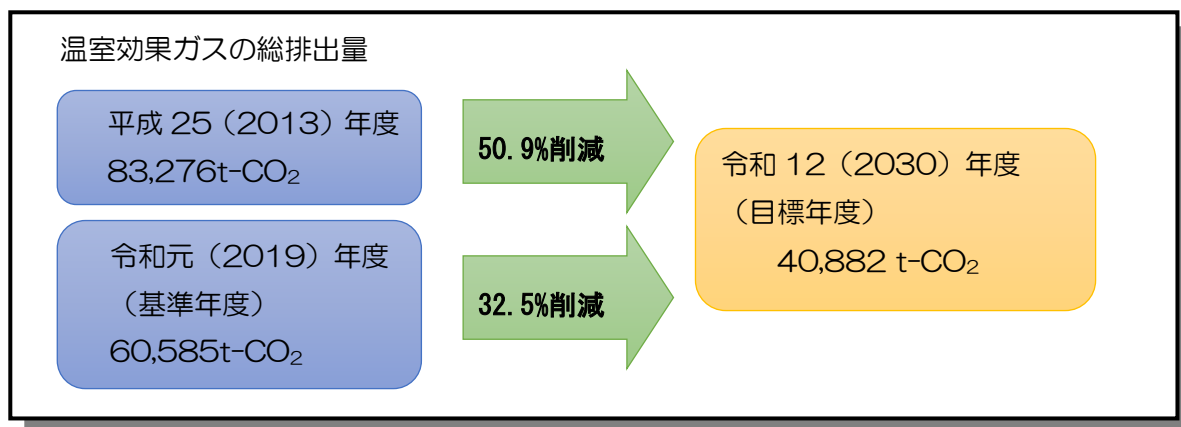 温室効果ガスの総排出量
平成 25（2013）年度
83,276t-CO₂
50.9%削減
令和元（2019）年度
（基準年度）
60,585t-CO₂
32.5%削減
令和 12（2030）年度
（目標年度）
40,882 t-CO₂